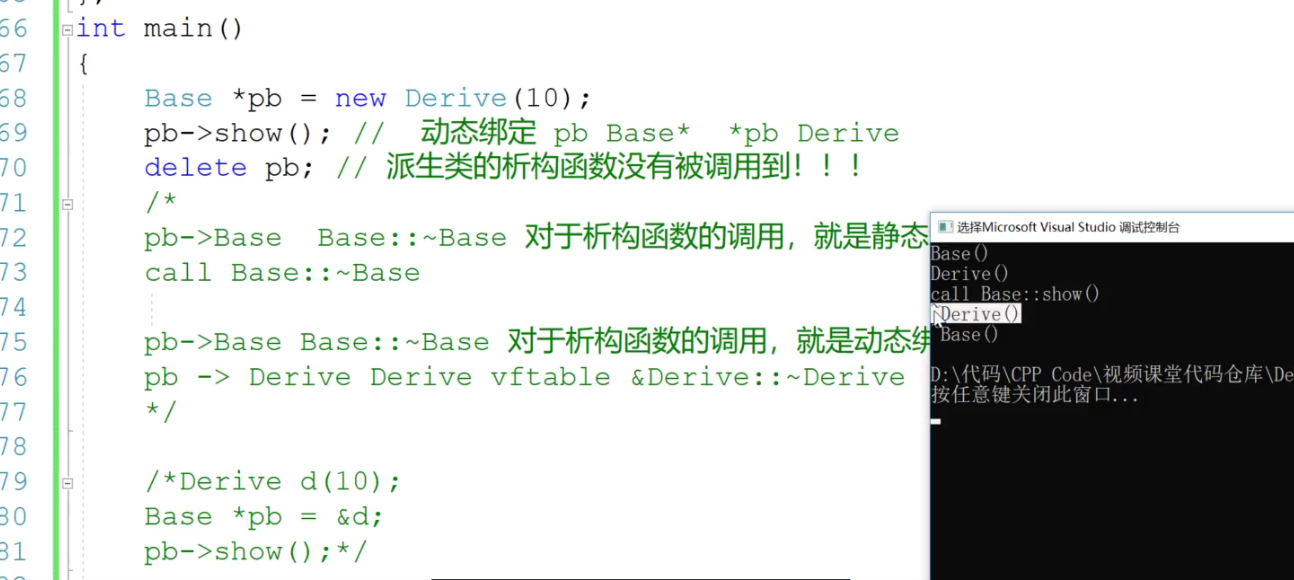 66 int main()
67 {
68 Base *pb = new Derive(10);
69 pb->show(); // 动态绑定 pb Base* *pb Derive
70 delete pb; // 派生类的析构函数没有被调用到！！！
71 /*
72 pb->Base Base::~Base 对于析构函数的调用，就是静态
73 call Base::~Base
74
75 pb->Base Base::~Base 对于析构函数的调用，就是动态绑
76 pb -> Derive Derive vftable &Derive::~Derive
77 */
78
79 /*Derive d(10);
80 Base *pb = &d;
81 pb->show();*/
选择Microsoft Visual Studio 调试控制台
Base()
Derive()
call Base::show()
Derive()
Base()
D:\代码\CPP Code\视频课堂代码仓库\De
按任意键关闭此窗口...